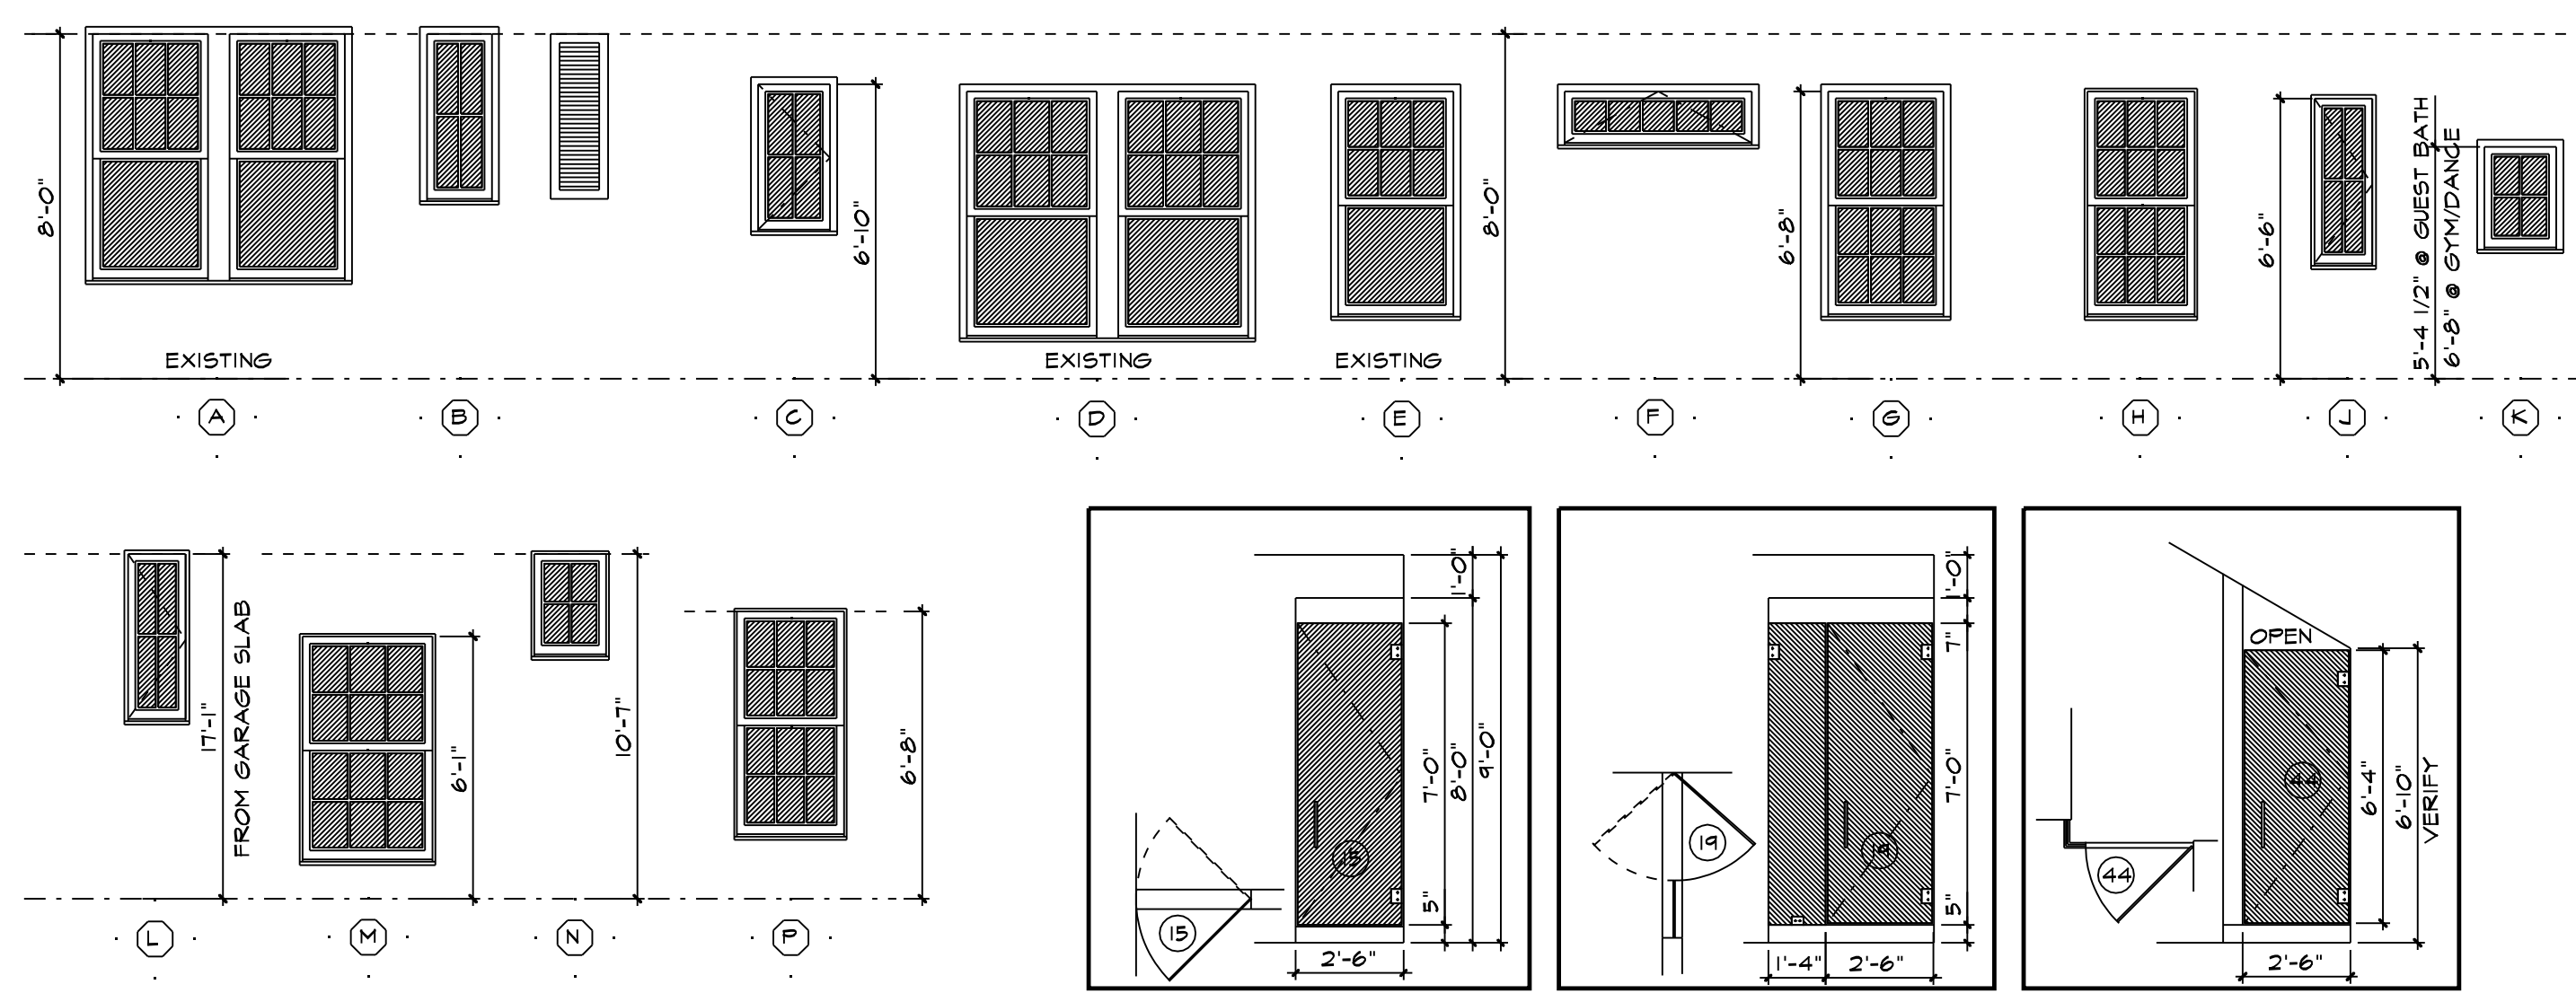 8'-0"
6'-10"
8'-0"
6'-8"
6'-6"
5'-4 1/2" @ GUEST BATH
6'-8" @ GYM/DANCE
EXISTING
EXISTING
EXISTING
A
B
C
D
E
F
G
H
J
K
17'-1"
FROM GARAGE SLAB
6'-1"
10'-7"
6'-8"
L
M
N
P
1'-0"
7'-0"
8'-0"
9'-0"
5"
15
15
2'-6"
1'-0"
7"
7'-0"
5"
19
19
1'-4"
2'-6"
OPEN
44
44
6'-4"
6'-10"
VERIFY
2'-6"